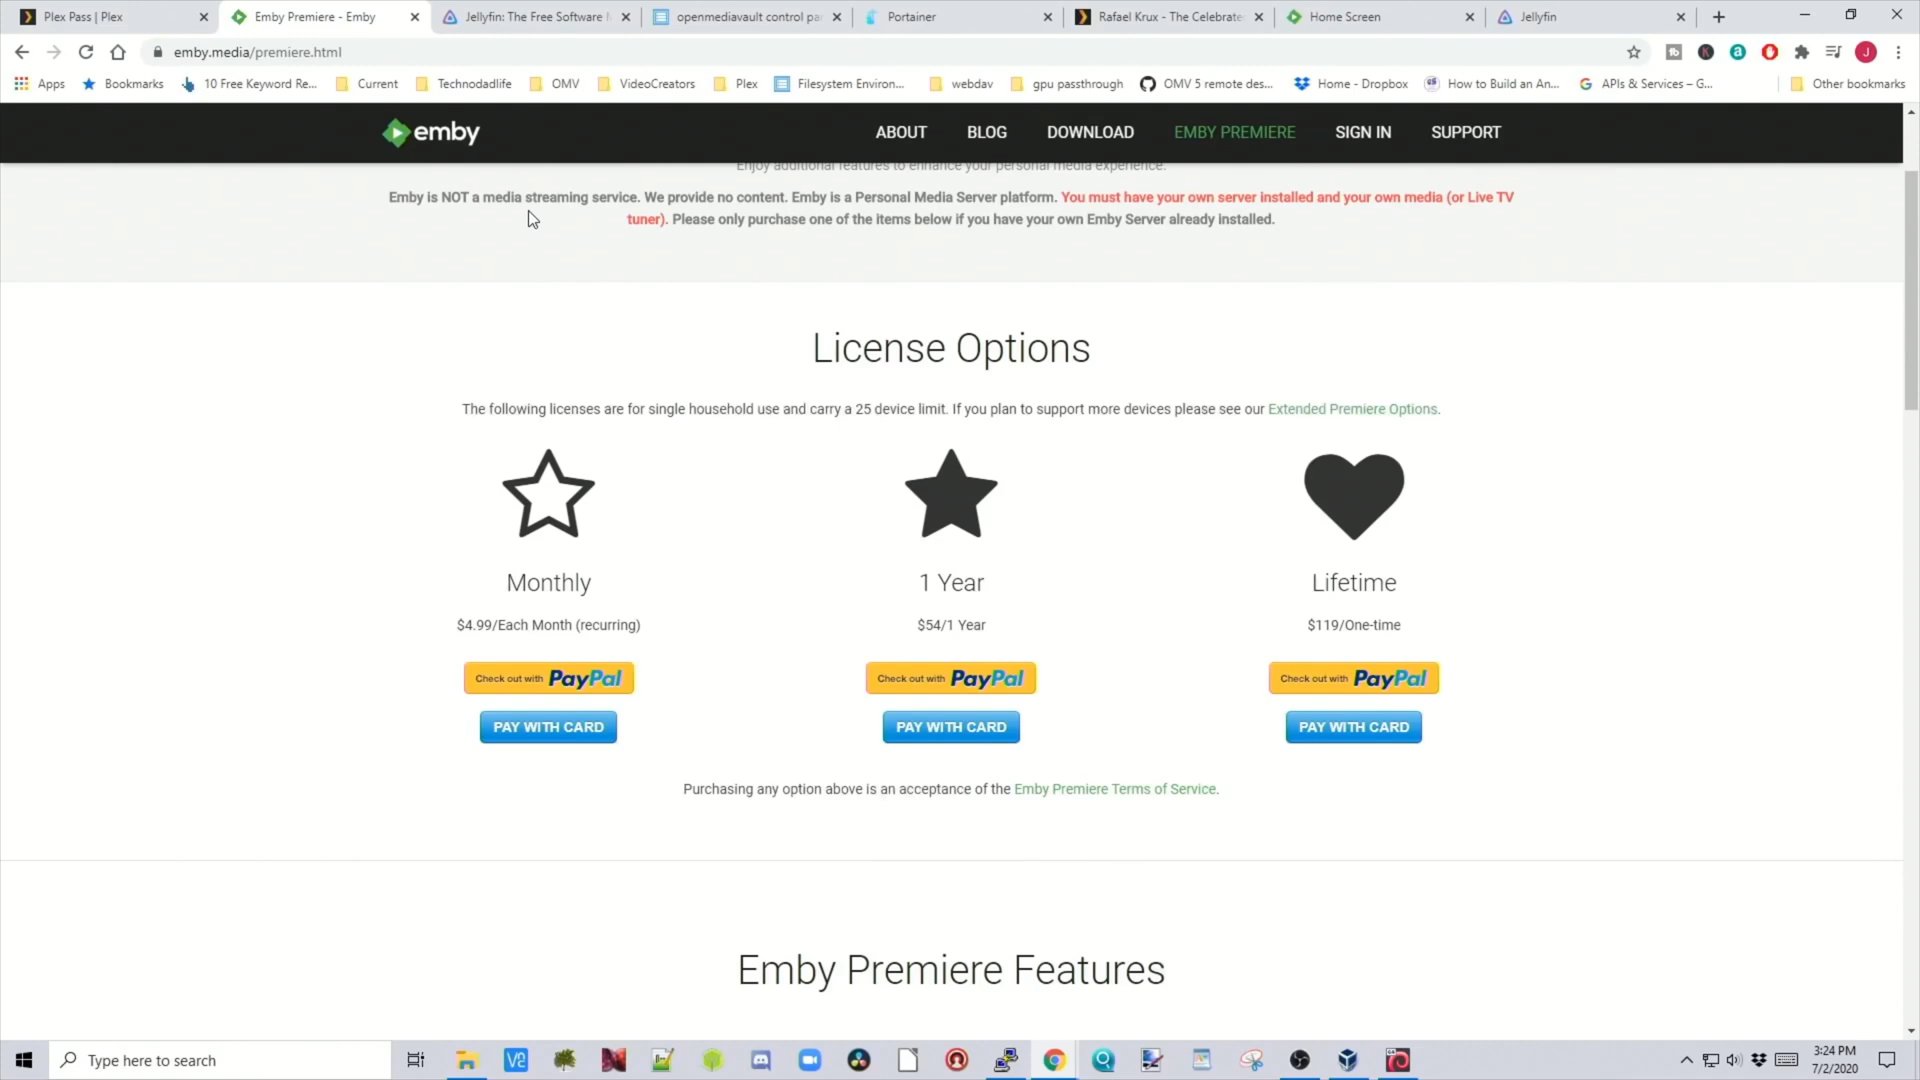 Plex Pass | Plex
Emby Premiere - Emby
Jellyfin: The Free Software M
openmediavault control pa
Portainer
Rafael Krux - The Celebrate
Home Screen
Jellyfin
emby.media/premiere.html
Apps
Bookmarks
10 Free Keyword Re...
Current
Technodadlife
OMV
VideoCreators
Plex
Filesystem Environ...
webdav
gpu passthrough
OMV 5 remote des...
Home - Dropbox
How to Build an An...
APIs & Services – G...
Other bookmarks
emby
ABOUT
BLOG
DOWNLOAD
EMBY PREMIERE
SIGN IN
SUPPORT
Enjoy additional features to enhance your personal media experience.
Emby is NOT a media streaming service. We provide no content. Emby is a Personal Media Server platform. You must have your own server installed and your own media (or Live TV
tuner). Please only purchase one of the items below if you have your own Emby Server already installed.
License Options
The following licenses are for single household use and carry a 25 device limit. If you plan to support more devices please see our Extended Premiere Options.
Monthly
$4.99/Each Month (recurring)
Check out with PayPal
PAY WITH CARD
1 Year
$54/1 Year
Check out with PayPal
PAY WITH CARD
Lifetime
$119/One-time
Check out with PayPal
PAY WITH CARD
Purchasing any option above is an acceptance of the Emby Premiere Terms of Service.
Emby Premiere Features
Type here to search
3:24 PM
7/2/2020